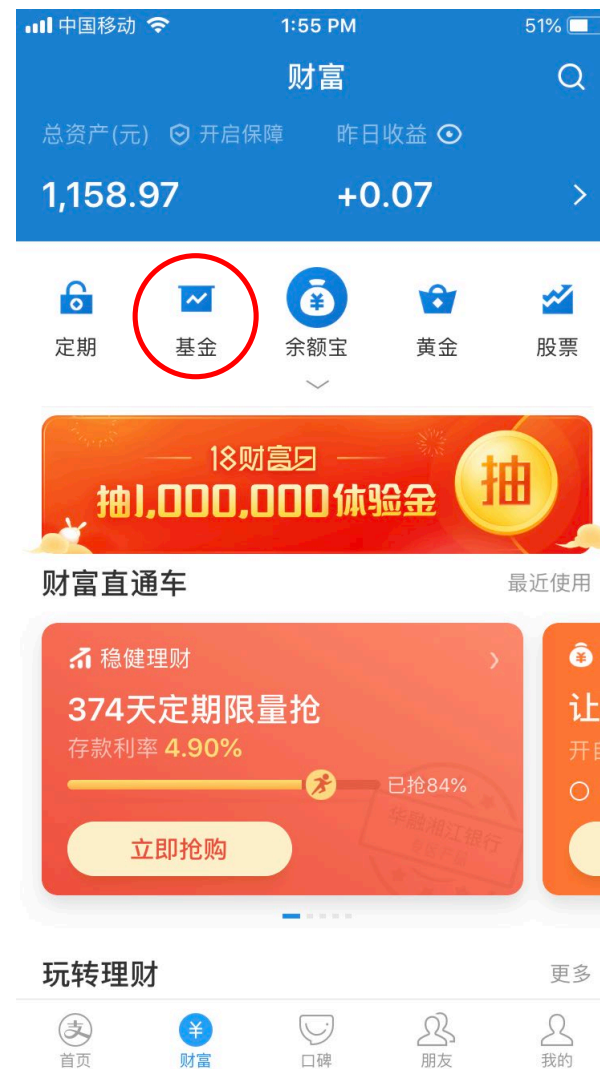 中国移动 1:55 PM 51%
财富
总资产(元) 开启保障 昨日收益
1,158.97 +0.07
定期 基金 余额宝 黄金 股票
18财富日
抽1,000,000体验金 抽
财富直通车 最近使用
稳健理财
374天定期限量抢 让
存款利率 4.90% 开启
已抢84%
华融湘江银行
立即抢购
玩转理财 更多
支
首页 财富 口碑 朋友 我的